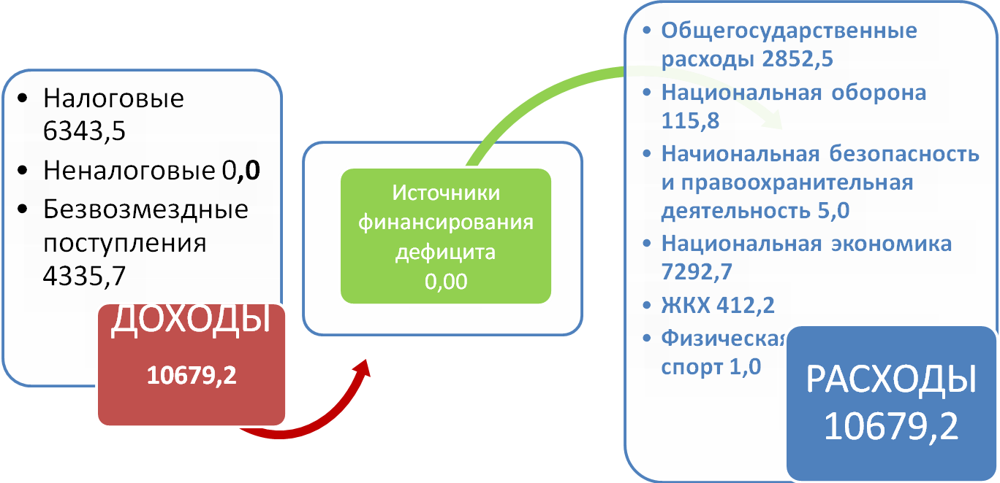 • Налоговые
6343,5
• Неналоговые 0,0
• Безвозмездные
поступления
4335,7
ДОХОДЫ
10679,2
Источники
финансирования
дефицита
0,00
• Общегосударственные
расходы 2852,5
• Национальная оборона
115,8
• Начиональная безопасность
и правоохранительная
деятельность 5,0
• Национальная экономика
7292,7
• ЖКХ 412,2
• Физическая
спорт 1,0
РАСХОДЫ
10679,2